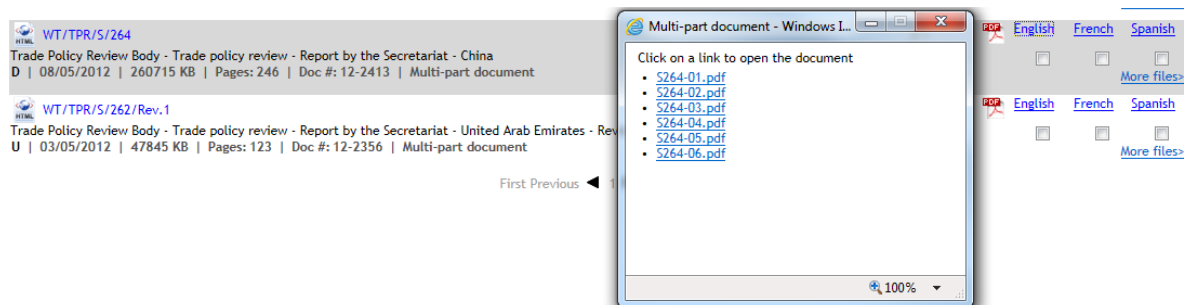 WT/TPR/S/264
Trade Policy Review Body - Trade policy review - Report by the Secretariat - China
D | 08/05/2012 | 260715 KB | Pages: 246 | Doc #: 12-2413 | Multi-part document
PDF English French Spanish
More files>
HTML
WT/TPR/S/262/Rev.1
Trade Policy Review Body - Trade policy review - Report by the Secretariat - United Arab Emirates - Rev
U | 03/05/2012 | 47845 KB | Pages: 123 | Doc #: 12-2356 | Multi-part document
PDF English French Spanish
More files>
HTML
First Previous 1
Multi-part document - Windows I...
Click on a link to open the document
S264-01.pdf
S264-02.pdf
S264-03.pdf
S264-04.pdf
S264-05.pdf
S264-06.pdf
100%